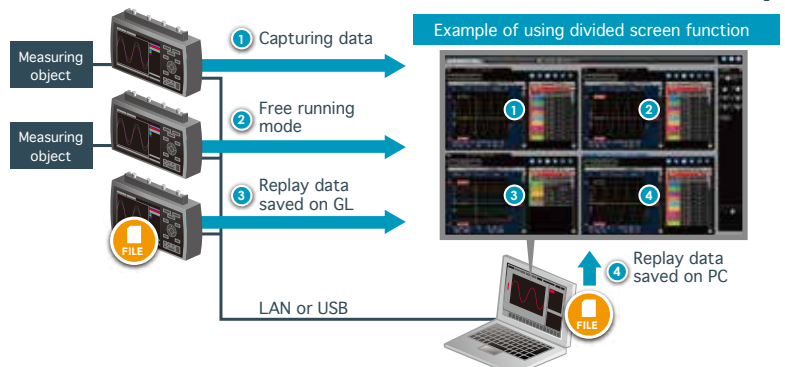 Example of using divided screen function
Measuring
object
1 Capturing data
Measuring
object
2 Free running
mode
3 Replay data
saved on GL
FILE
LAN or USB
1
2
3
4
4 Replay data
saved on PC
FILE